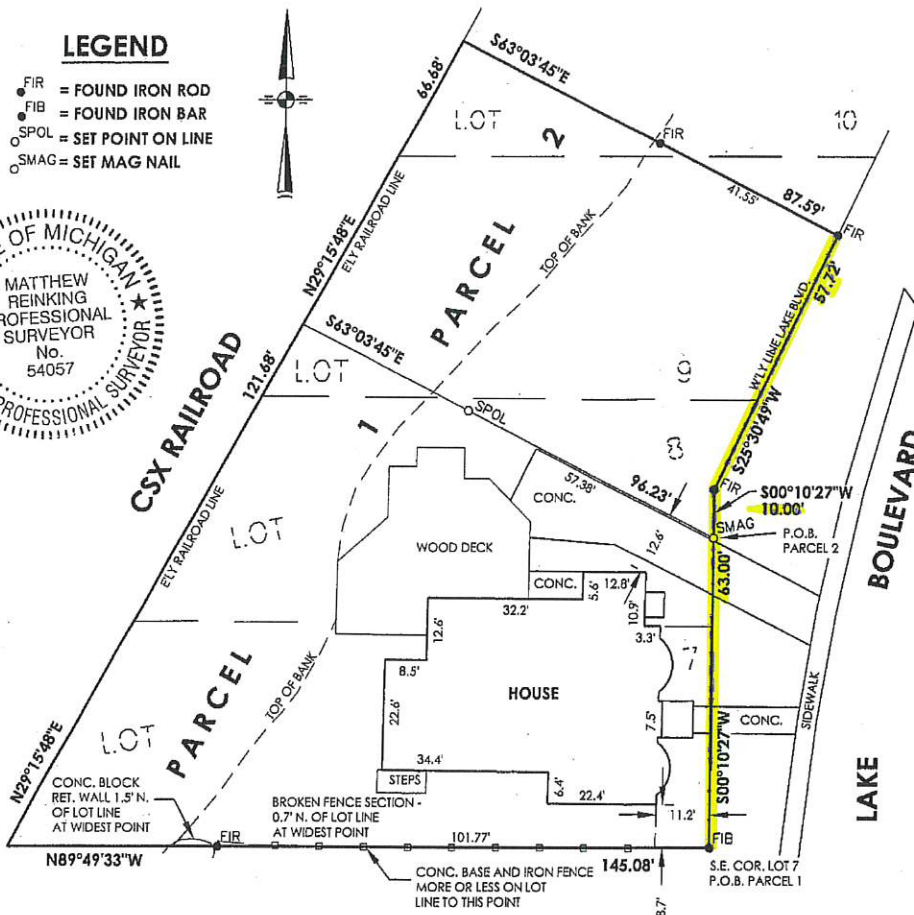 LEGEND
FIR = FOUND IRON ROD
FIB = FOUND IRON BAR
SPOL = SET POINT ON LINE
SMAG = SET MAG NAIL
OF MICHIGAN
MATTHEW
REINKING
PROFESSIONAL
SURVEYOR
No.
54057
PROFESSIONAL SURVEYOR
S63°03'45"E
66.68'
LOT
2
10
FIR
41.55'
87.59'
FIR
N29°15'48"E
ELY RAILROAD LINE
PARCEL
TOP OF BANK
57.72'
W'LY LINE LAKE BLVD.
S25°30'49"W
S63°03'45"E
CSX RAILROAD
121.68'
LOT
9
1
SPOL
8
FIR
S00°10'27"W
10.00'
SMAG
P.O.B.
PARCEL 2
57.38'
96.23'
CONC.
12.6'
BOULEVARD
ELY RAILROAD LINE
LOT
WOOD DECK
63.00'
CONC.
5.6'
12.8'
32.2'
10.9'
12.6'
3.3'
7
8.5'
HOUSE
22.6'
7.5'
CONC.
SIDEWALK
PARCEL
TOP OF BANK
LOT
34.4'
STEPS
6.4'
22.4'
11.2'
S00°10'27"W
LAKE
N29°15'48"E
CONC. BLOCK
RET. WALL 1.5' N.
OF LOT LINE
AT WIDEST POINT
BROKEN FENCE SECTION -
0.7' N. OF LOT LINE
AT WIDEST POINT
FIR
101.77'
FIB
N89°49'33"W
145.08'
S.E. COR. LOT 7
P.O.B. PARCEL 1
CONC. BASE AND IRON FENCE
MORE OR LESS ON LOT
LINE TO THIS POINT